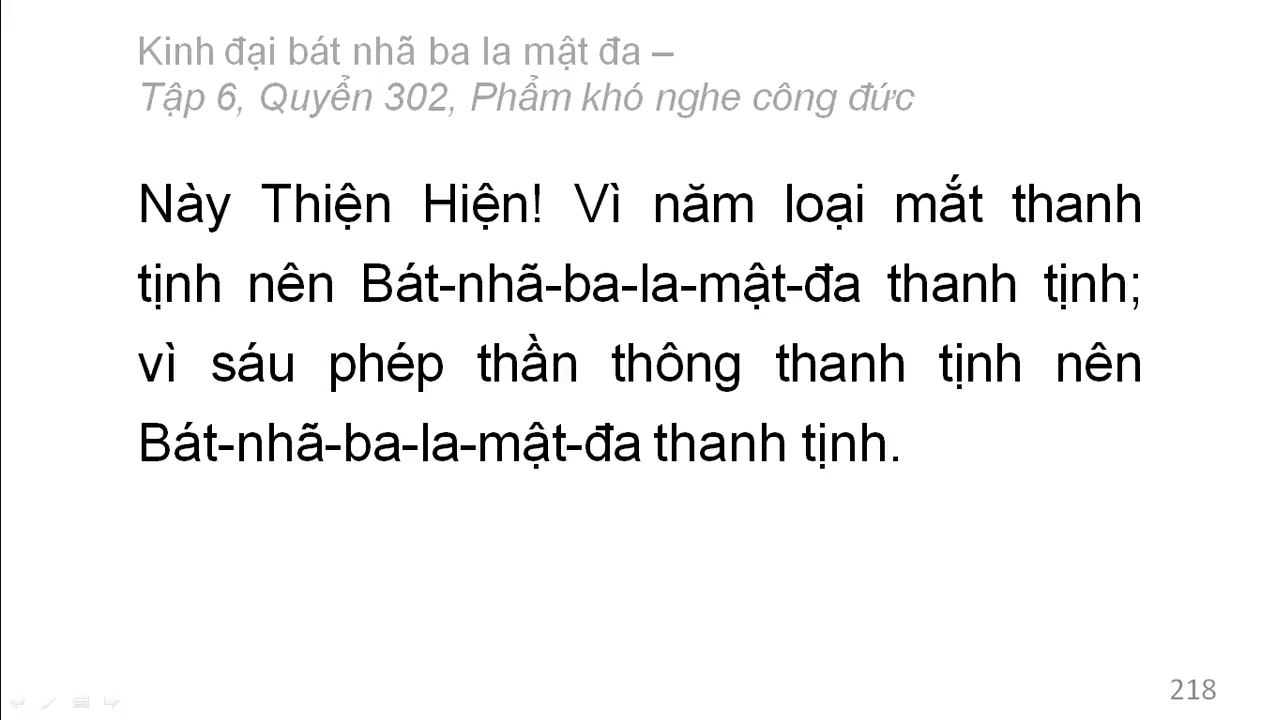 Kinh đại bát nhã ba la mật đa –
Tập 6, Quyển 302, Phẩm khó nghe công đức
Này Thiện Hiện! Vì năm loại mắt thanh
tịnh nên Bát-nhã-ba-la-mật-đa thanh tịnh;
vì sáu phép thần thông thanh tịnh nên
Bát-nhã-ba-la-mật-đa thanh tịnh.
218